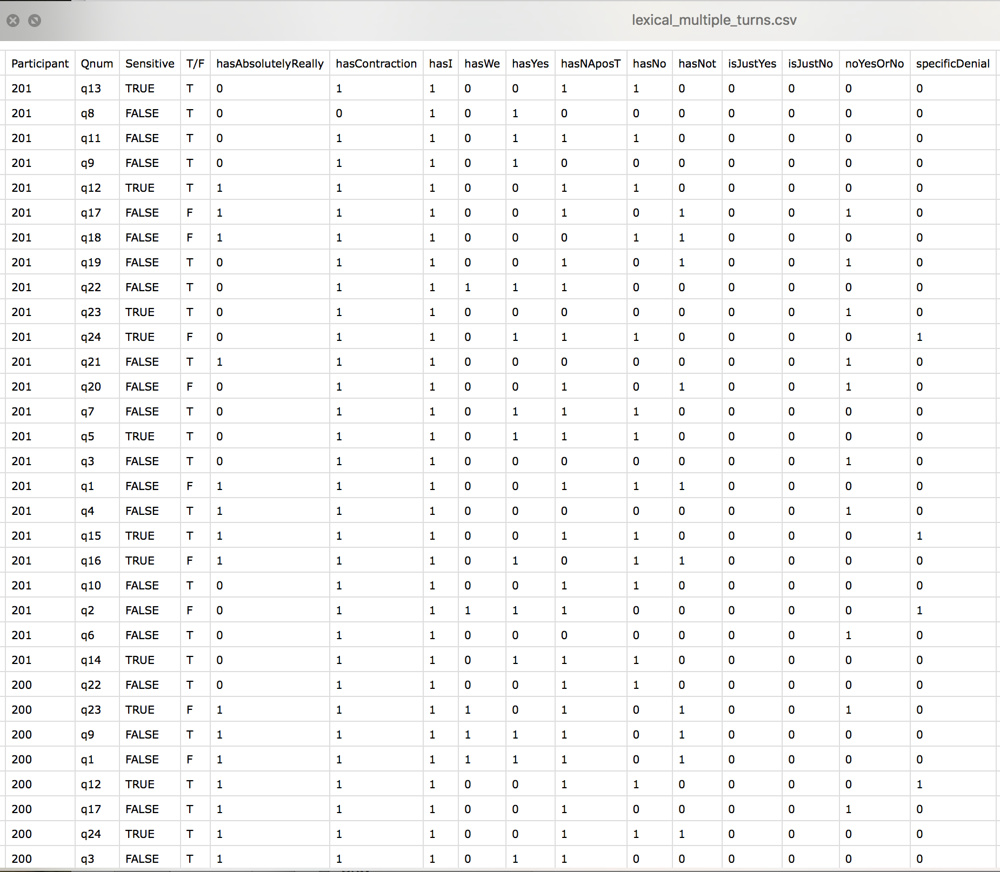 lexical_multiple_turns.csv
Participant Qnum Sensitive T/F hasAbsolutelyReally hasContraction hasI hasWe hasYes hasNAposT hasNo hasNot isJustYes isJustNo noYesOrNo specificDenial
201 q13 TRUE T 0 1 1 0 0 1 1 0 0 0 0 0
201 q8 FALSE T 0 0 1 0 1 0 0 0 0 0 0 0
201 q11 FALSE T 0 1 1 0 1 1 1 0 0 0 0 0
201 q9 FALSE T 0 1 1 0 1 0 0 0 0 0 0 0
201 q12 TRUE T 1 1 1 0 0 1 1 0 0 0 0 0
201 q17 FALSE F 1 1 1 0 0 1 0 1 0 0 1 0
201 q18 FALSE F 1 1 1 0 0 0 1 1 0 0 0 0
201 q19 FALSE T 0 1 1 0 0 1 0 1 0 0 1 0
201 q22 FALSE T 0 1 1 1 1 1 0 0 0 0 0 0
201 q23 TRUE T 0 1 1 0 0 0 0 0 0 0 1 0
201 q24 TRUE F 0 1 1 0 1 1 1 0 0 0 0 1
201 q21 FALSE T 1 1 1 0 0 0 0 0 0 0 1 0
201 q20 FALSE F 0 1 1 0 0 1 0 1 0 0 1 0
201 q7 FALSE T 0 1 1 0 1 1 1 0 0 0 0 0
201 q5 TRUE T 0 1 1 0 1 1 1 0 0 0 0 0
201 q3 FALSE T 0 1 1 0 0 0 0 0 0 0 1 0
201 q1 FALSE F 1 1 1 0 0 1 1 1 0 0 0 0
201 q4 FALSE T 1 1 1 0 0 0 0 0 0 0 1 0
201 q15 TRUE T 1 1 1 0 0 1 1 0 0 0 0 1
201 q16 TRUE F 1 1 1 0 1 0 1 1 0 0 0 0
201 q10 FALSE T 0 1 1 0 0 1 1 0 0 0 0 0
201 q2 FALSE F 0 1 1 1 1 1 0 0 0 0 0 1
201 q6 FALSE T 0 1 1 0 0 0 0 0 0 0 1 0
201 q14 TRUE T 0 1 1 0 1 1 1 0 0 0 0 0
200 q22 FALSE T 0 1 1 0 0 1 1 0 0 0 0 0
200 q23 TRUE F 1 1 1 1 0 1 0 1 0 0 1 0
200 q9 FALSE T 1 1 1 1 1 1 0 1 0 0 0 0
200 q1 FALSE F 1 1 1 1 1 1 0 1 0 0 0 0
200 q12 TRUE T 1 1 1 0 0 1 1 0 0 0 0 1
200 q17 FALSE T 1 1 1 0 0 1 0 0 0 0 1 0
200 q24 TRUE T 1 1 1 0 0 1 1 1 0 0 0 0
200 q3 FALSE T 1 1 1 0 1 1 0 0 0 0 0 0